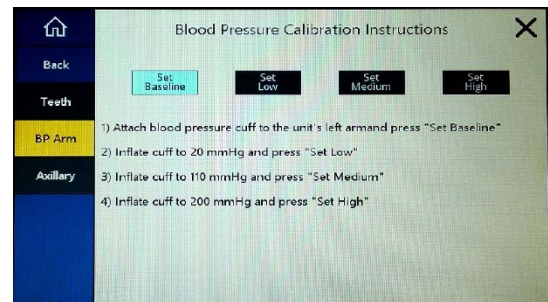 Blood Pressure Calibration Instructions
Back
Teeth
BP Arm
Axillary
Set Baseline
Set Low
Set Medium
Set High
1) Attach blood pressure cuff to the unit's left armand press "Set Baseline"
2) Inflate cuff to 20 mmHg and press "Set Low"
3) Inflate cuff to 110 mmHg and press "Set Medium"
4) Inflate cuff to 200 mmHg and press "Set High"